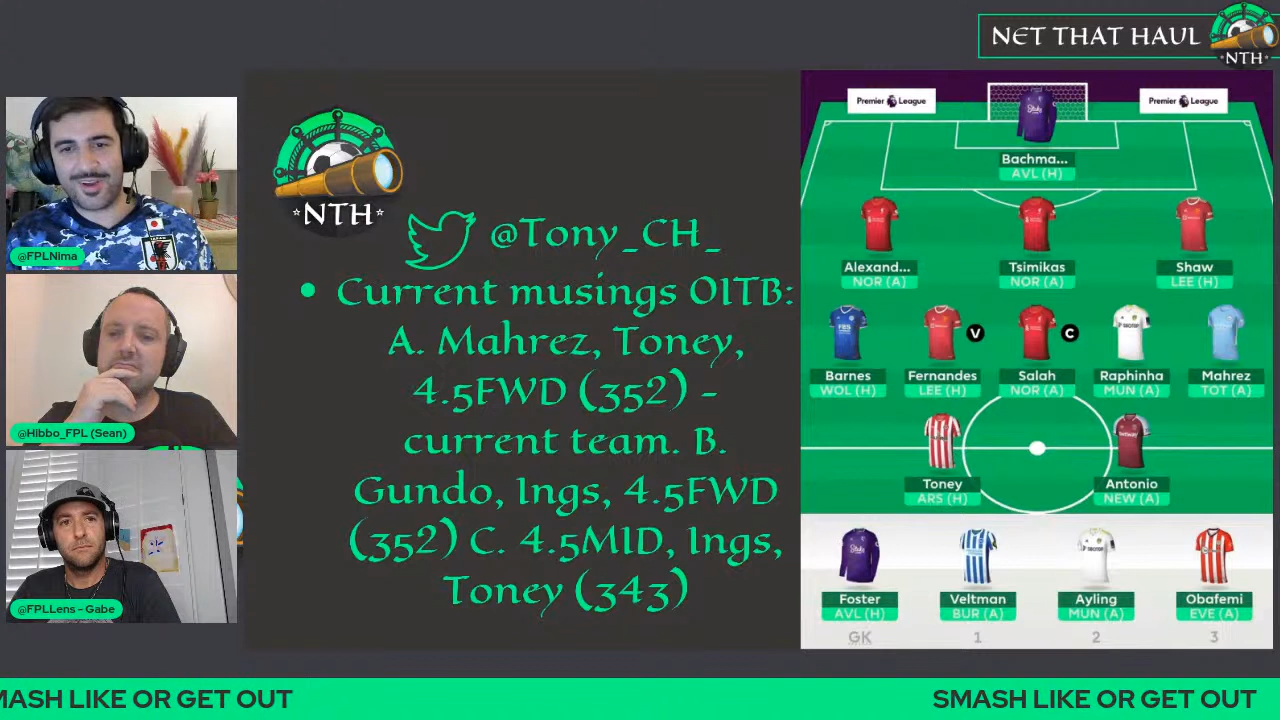 NET THAT HAUL
NTH
@FPLNima
@Hibbo_FPL (Sean)
@FPLLens - Gabe
*NTH*
@Tony_CH_
• Current musings OITB:
A. Mahrez, Toney,
4.5FWD (352) -
current team. B.
Gundo, Ings, 4.5FWD
(352) C. 4.5MID, Ings,
Toney (343)
Premier League
Premier League
Bachma...
AVL (H)
Alexand...
NOR (A)
Tsimikas
NOR (A)
Shaw
LEE (H)
Barnes
WOL (H)
V
Fernandes
LEE (H)
C
Salah
NOR (A)
Raphinha
MUN (A)
Mahrez
TOT (A)
Toney
ARS (H)
Antonio
NEW (A)
Foster
AVL (H)
GK
Veltman
BUR (A)
1
Ayling
MUN (A)
2
Obafemi
EVE (A)
3
MASH LIKE OR GET OUT
SMASH LIKE OR GET OUT